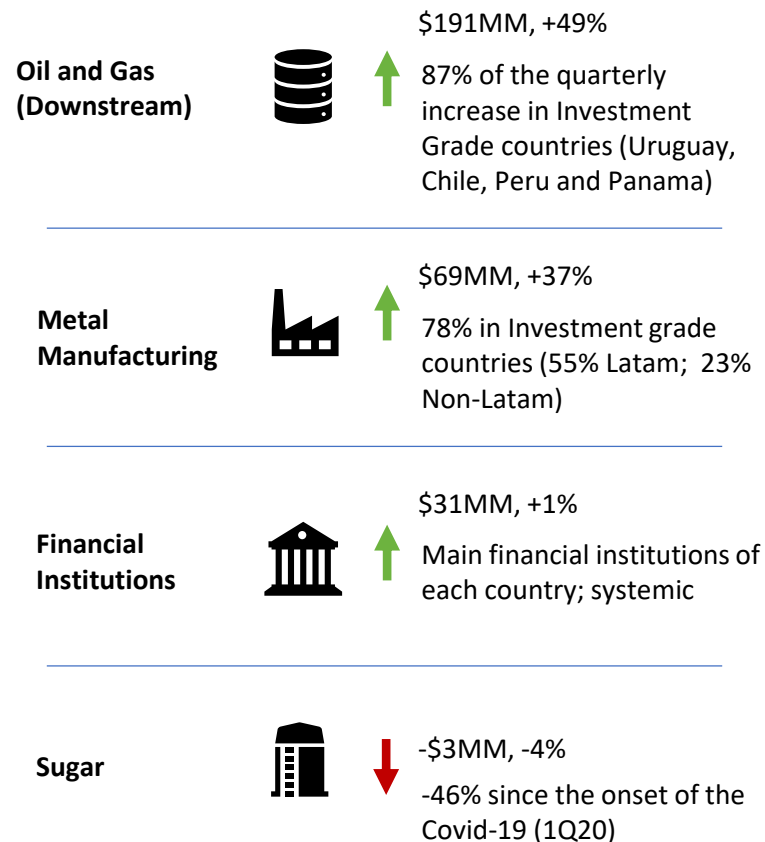 Oil and Gas
(Downstream)
$191MM, +49%
87% of the quarterly
increase in Investment
Grade countries (Uruguay,
Chile, Peru and Panama)
Metal
Manufacturing
$69MM, +37%
78% in Investment grade
countries (55% Latam;  23%
Non-Latam)
Financial
Institutions
$31MM, +1%
Main financial institutions of
each country; systemic
Sugar
-$3MM, -4%
-46% since the onset of the
Covid-19 (1Q20)